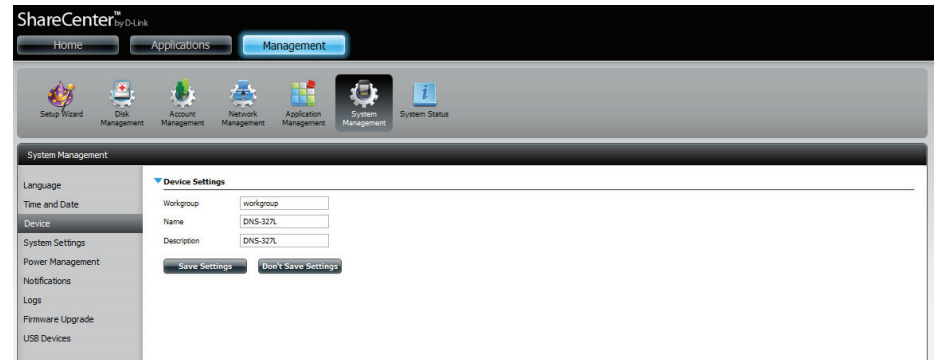 ShareCenter™ by D-Link
Home Applications Management
Setup Wizard Disk Management Account Management Network Management Application Management System Management System Status
System Management
Language
Time and Date
Device
System Settings
Power Management
Notifications
Logs
Firmware Upgrade
USB Devices
Device Settings
Workgroup workgroup
Name DNS-327L
Description DNS-327L
Save Settings Don't Save Settings